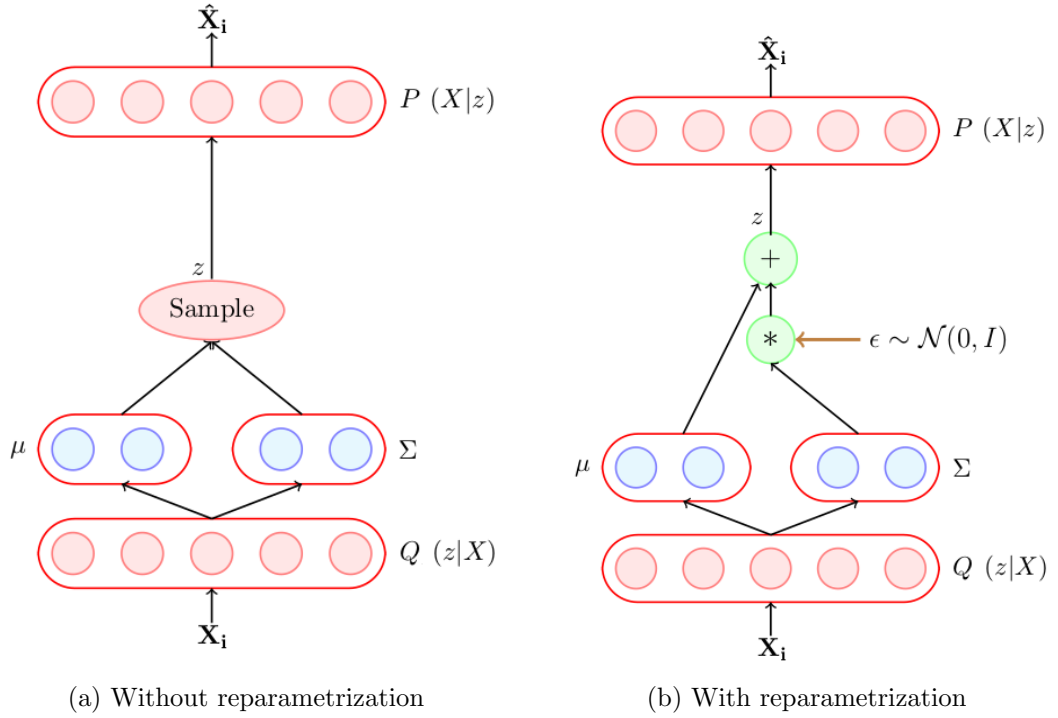 X̂ᵢ
P (X|z)
z
Sample
μ
Σ
Q (z|X)
Xᵢ
(a) Without reparametrization
X̂ᵢ
P (X|z)
z
+
*
ϵ ∼ 𝒩(0, I)
μ
Σ
Q (z|X)
Xᵢ
(b) With reparametrization